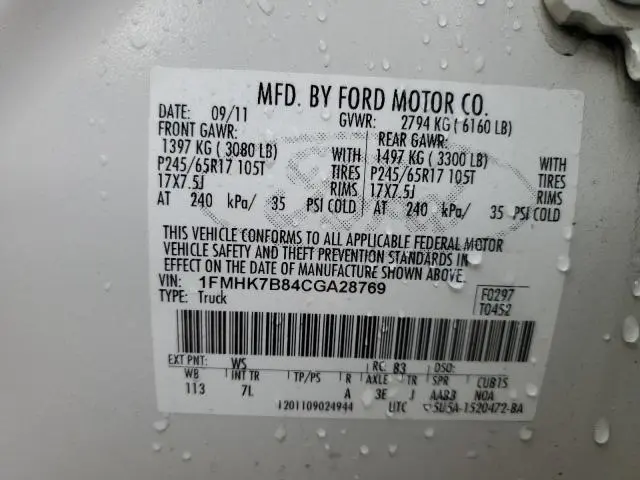 MFD. BY FORD MOTOR CO.
DATE: 09/11 GVWR: 2794 KG ( 6160 LB)
FRONT GAWR: REAR GAWR:
1397 KG ( 3080 LB) WITH 1497 KG ( 3300 LB) WITH
P245/65R17 105T TIRES P245/65R17 105T TIRES
17X7.5J RIMS 17X7.5J RIMS
AT 240 kPa/ 35 PSI COLD AT 240 kPa/ 35 PSI COLD
THIS VEHICLE CONFORMS TO ALL APPLICABLE FEDERAL MOTOR
VEHICLE SAFETY AND THEFT PREVENTION STANDARDS IN
EFFECT ON THE DATE OF MANUFACTURE SHOWN ABOVE.
VIN: 1FMHK7B84CGA28769 F0297
TYPE: Truck T0452
EXT PNT: WS RC: 83 DSO:
WB INT TR TP/PS R AXLE TR SPR CUB15
113 7L A 3E J AAB3 NOA
1201109024944 UTC 5U5A-1520472-BA